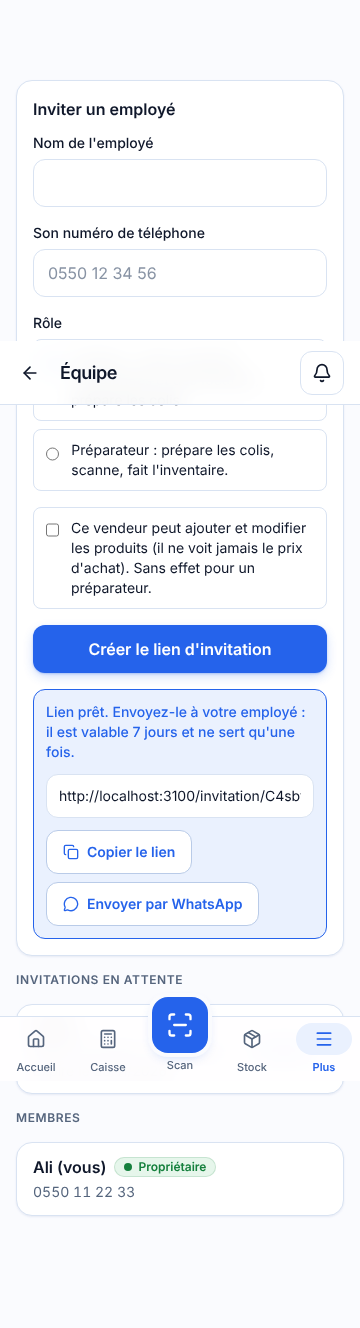 Inviter un employé
Nom de l'employé
Son numéro de téléphone
0550 12 34 56
Rôle
Équipe
Préparateur : prépare les colis,
scanne, fait l'inventaire.
Ce vendeur peut ajouter et modifier
les produits (il ne voit jamais le prix
d'achat). Sans effet pour un
préparateur.
Créer le lien d'invitation
Lien prêt. Envoyez-le à votre employé :
il est valable 7 jours et ne sert qu'une
fois.
http://localhost:3100/invitation/C4sb
Copier le lien
Envoyer par WhatsApp
INVITATIONS EN ATTENTE
Accueil
Caisse
Scan
Stock
Plus
MEMBRES
Ali (vous)
Propriétaire
0550 11 22 33